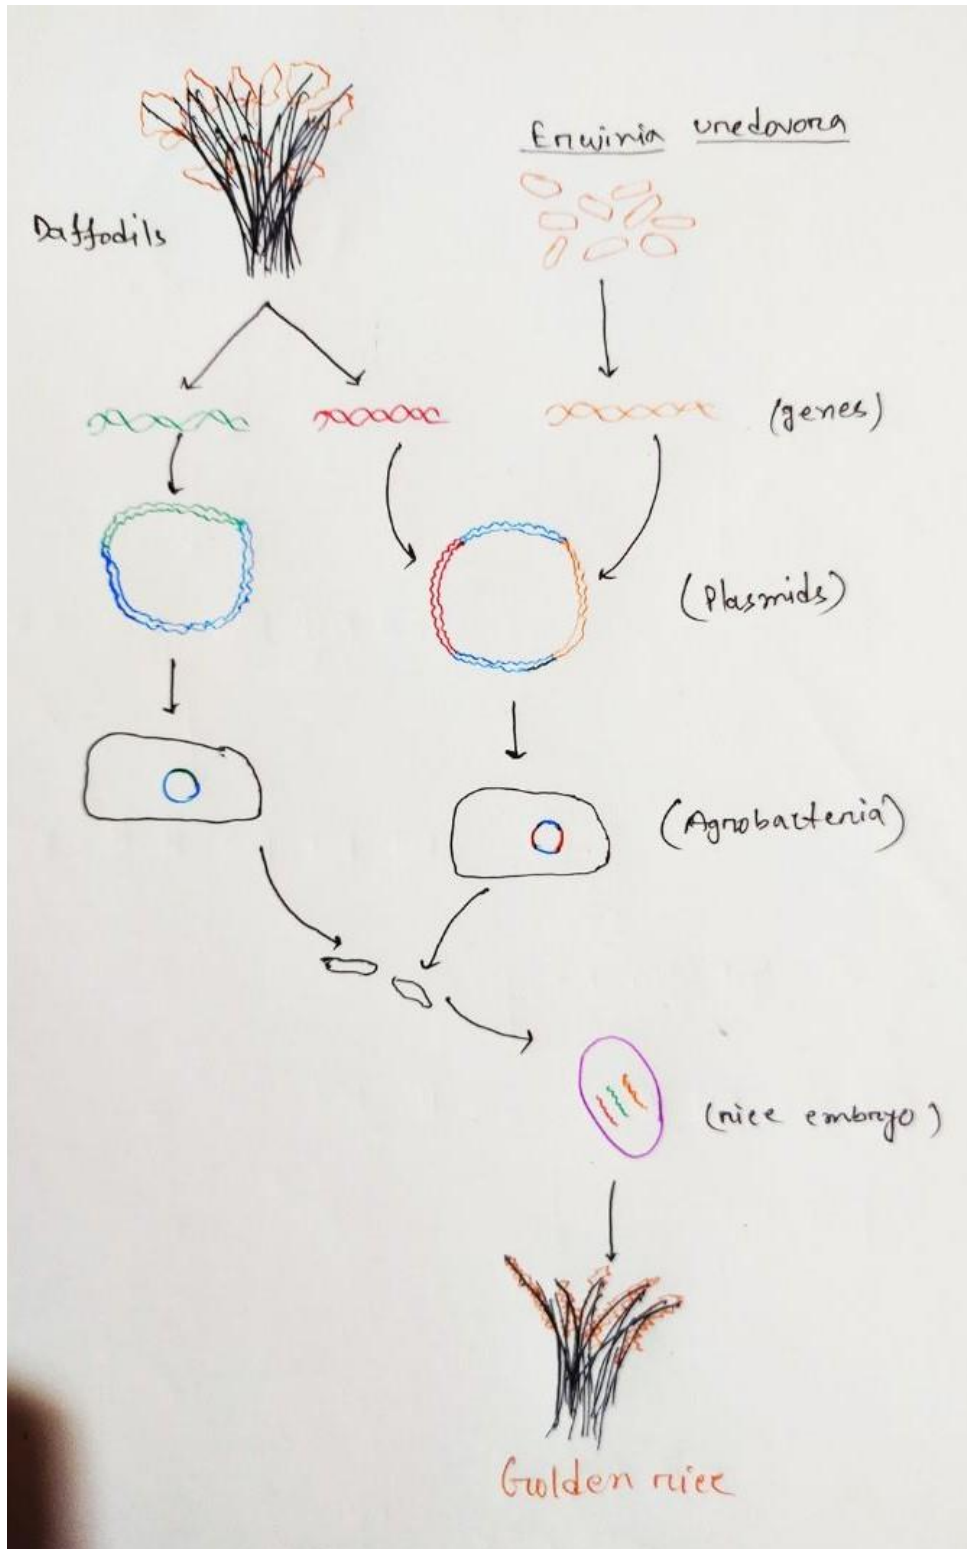 Erwinia uredovora
Daffodils
(genes)
(Plasmids)
(Agrobacteria)
(rice embryo)
Golden rice